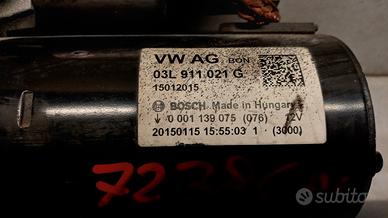 VW AG BON
03L 911 021 G
15012015
BOSCH Made in Hungary
0 001 139 075 (076) 12V
20150115 15:55:03 1 (3000)
subito